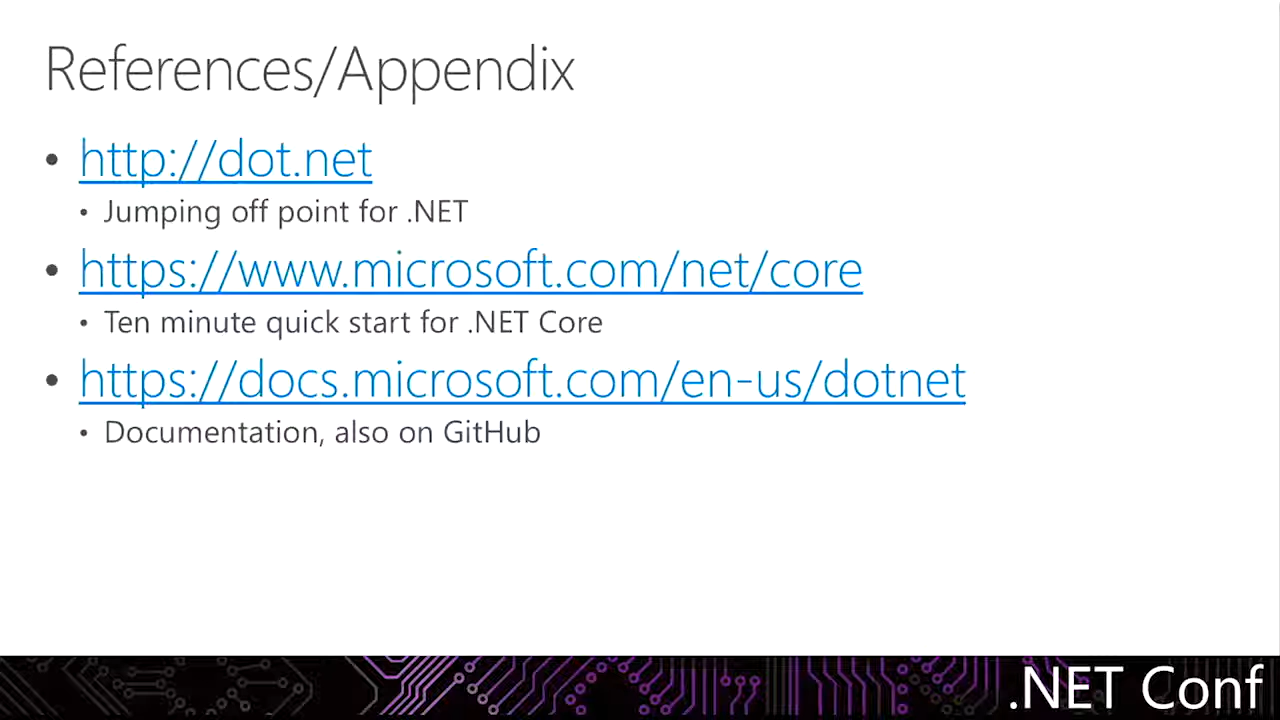 References/Appendix
• http://dot.net
• Jumping off point for .NET
• https://www.microsoft.com/net/core
• Ten minute quick start for .NET Core
• https://docs.microsoft.com/en-us/dotnet
• Documentation, also on GitHub
.NET Conf